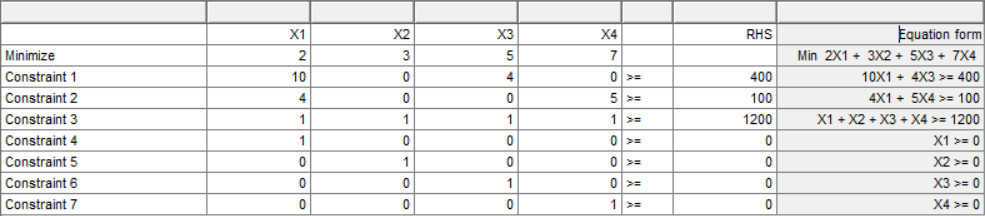 X1 X2 X3 X4 RHS Equation form
Minimize 2 3 5 7 Min 2X1 + 3X2 + 5X3 + 7X4
Constraint 1 10 0 4 0 >= 400 10X1 + 4X3 >= 400
Constraint 2 4 0 0 5 >= 100 4X1 + 5X4 >= 100
Constraint 3 1 1 1 1 >= 1200 X1 + X2 + X3 + X4 >= 1200
Constraint 4 1 0 0 0 >= 0 X1 >= 0
Constraint 5 0 1 0 0 >= 0 X2 >= 0
Constraint 6 0 0 1 0 >= 0 X3 >= 0
Constraint 7 0 0 0 1 >= 0 X4 >= 0